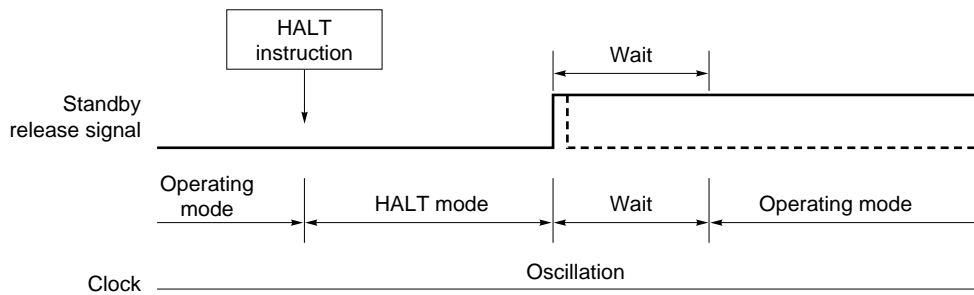 HALT
instruction
Wait
Standby
release signal
Operating
mode
HALT mode
Wait
Operating mode
Oscillation
Clock